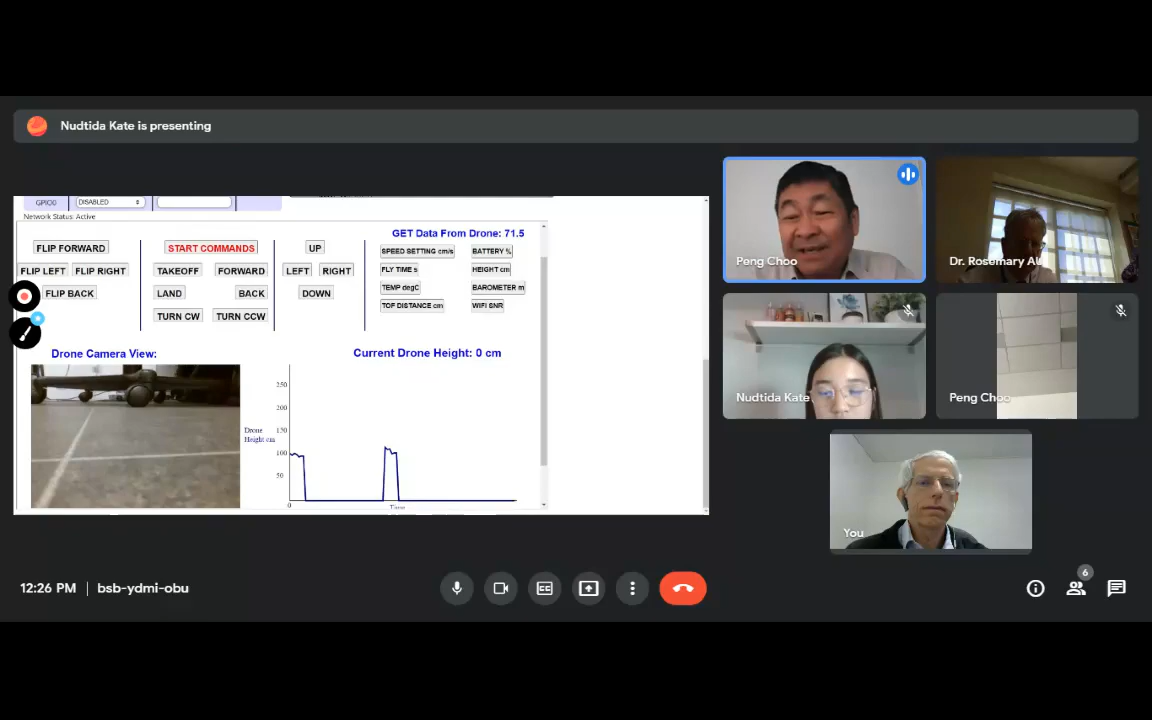 Nudtida Kate is presenting
GPIO0 DISABLED
Network Status: Active
GET Data From Drone: 71.5
FLIP FORWARD START COMMANDS UP SPEED SETTING cm/s BATTERY %
FLIP LEFT FLIP RIGHT TAKEOFF FORWARD LEFT RIGHT FLY TIME s HEIGHT cm
FLIP BACK LAND BACK DOWN TEMP degC BAROMETER m
TURN CW TURN CCW TOF DISTANCE cm WIFI SNR
Drone Camera View: Current Drone Height: 0 cm
250
200
Drone 150
Height cm
100
50
0
Time
Peng Choo
Dr. Rosemary
Nudtida Kate
Peng Choo
You
12:26 PM | bsb-ydmi-obu
6